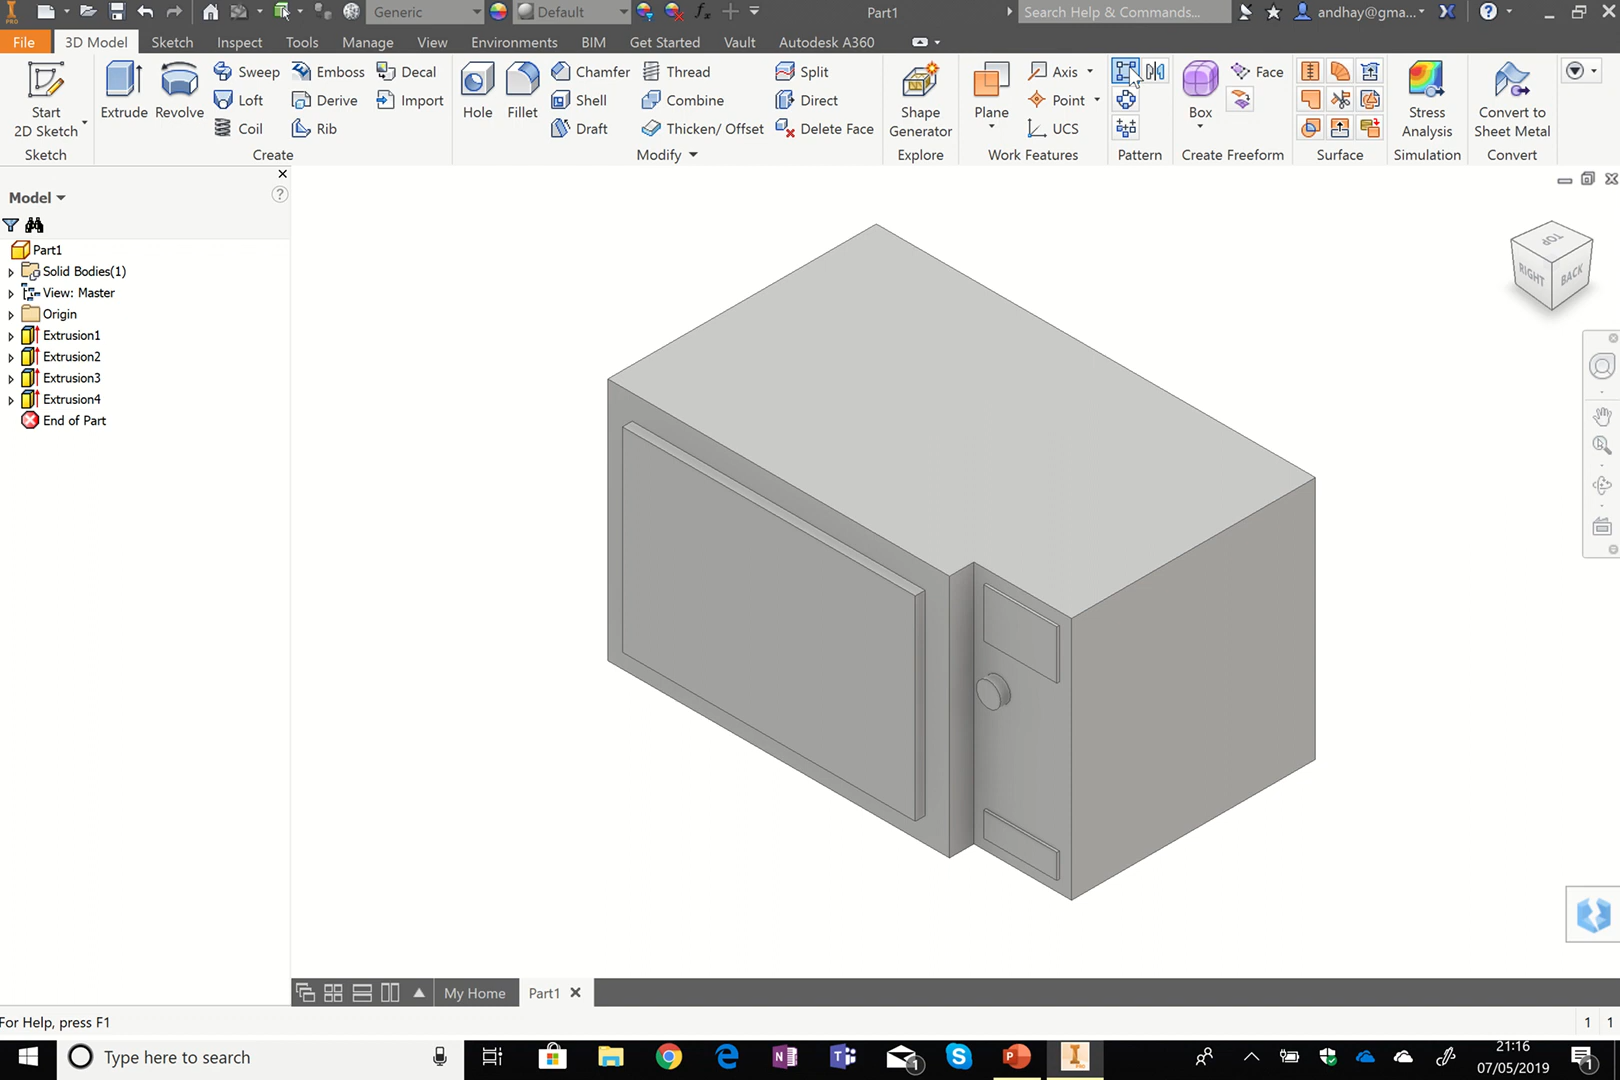 PRO
Generic
Default
Part1
Search Help & Commands...
andhay@gma...
File
3D Model
Sketch
Inspect
Tools
Manage
View
Environments
BIM
Get Started
Vault
Autodesk A360
Start
2D Sketch
Extrude
Revolve
Sweep
Loft
Coil
Emboss
Derive
Rib
Decal
Import
Hole
Fillet
Chamfer
Shell
Draft
Thread
Combine
Thicken/ Offset
Split
Direct
Delete Face
Shape
Generator
Plane
Axis
Point
UCS
Box
Face
Stress
Analysis
Convert to
Sheet Metal
Sketch
Create
Modify
Explore
Work Features
Pattern
Create Freeform
Surface
Simulation
Convert
Model
Part1
Solid Bodies(1)
View: Master
Origin
Extrusion1
Extrusion2
Extrusion3
Extrusion4
End of Part
TOP
RIGHT
BACK
My Home
Part1
For Help, press F1
1 1
Type here to search
1
21:16
07/05/2019
1